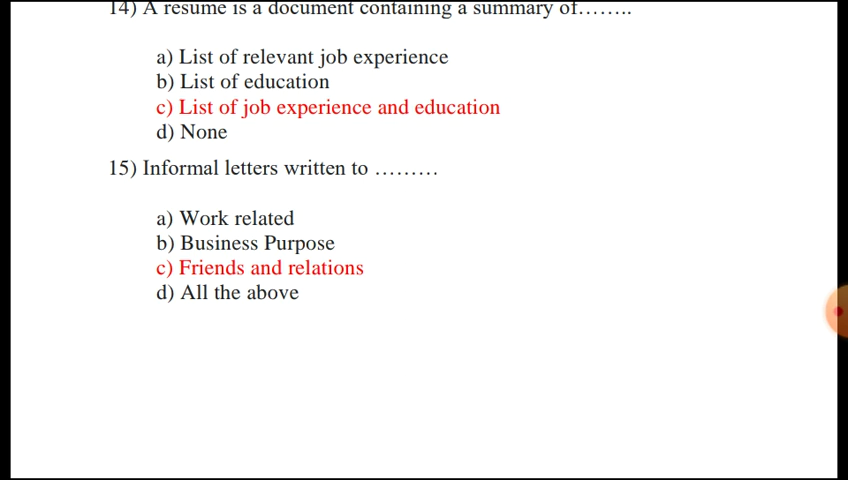 14) A resume is a document containing a summary of……..
a) List of relevant job experience
b) List of education
c) List of job experience and education
d) None
15) Informal letters written to ………
a) Work related
b) Business Purpose
c) Friends and relations
d) All the above